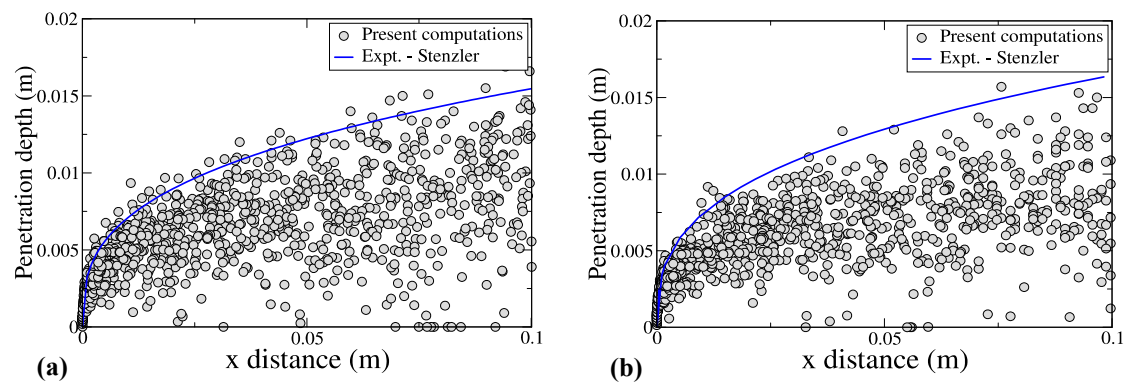 0.02
Present computations
Expt. - Stenzler
0.015
0.01
0.005
0
Penetration depth (m)
0
0.05
0.1
x distance (m)
(a)
0.02
Present computations
Expt. - Stenzler
0.015
0.01
0.005
0
Penetration depth (m)
0
0.05
0.1
x distance (m)
(b)